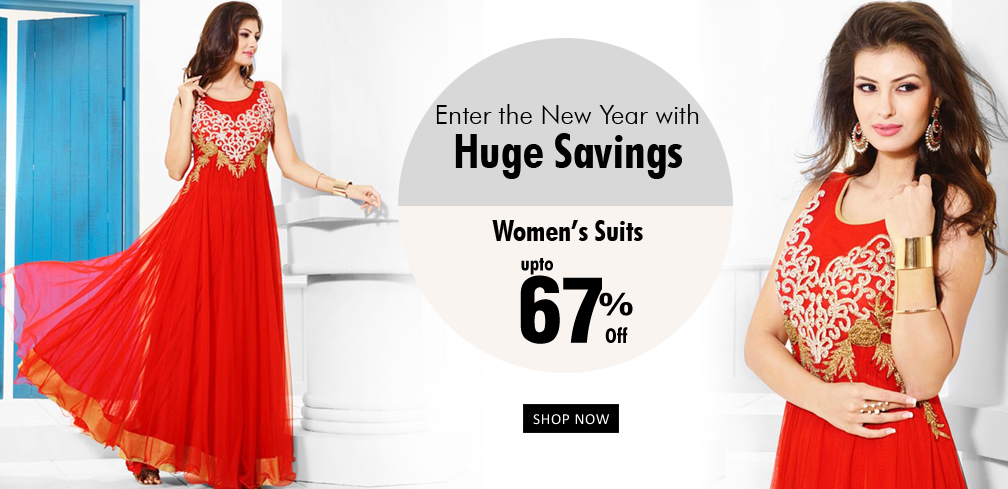 Enter the New Year with
Huge Savings
Women's Suits
upto
67%
Off
SHOP NOW